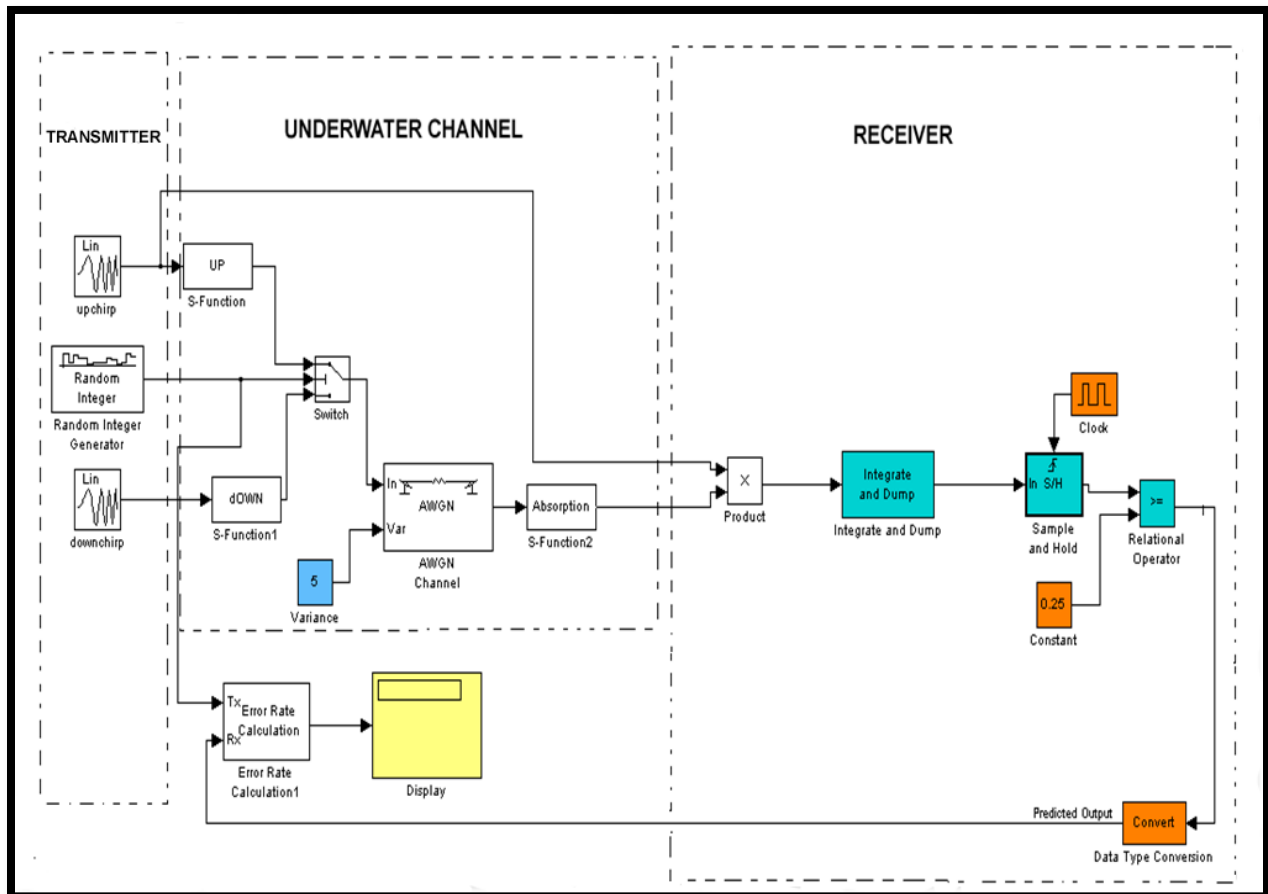 TRANSMITTER
UNDERWATER CHANNEL
RECEIVER
Lin
upchirp
UP
S-Function
Random
Integer
Random Integer
Generator
Switch
Lin
downchirp
dOWN
S-Function1
In
AWGN
Var
AWGN
Channel
5
Variance
Absorption
S-Function2
X
Product
Integrate
and Dump
Integrate and Dump
Clock
In S/H
Sample
and Hold
>=
Relational
Operator
0.25
Constant
Tx
Error Rate
Calculation
Rx
Error Rate
Calculation1
Display
Predicted Output
Convert
Data Type Conversion